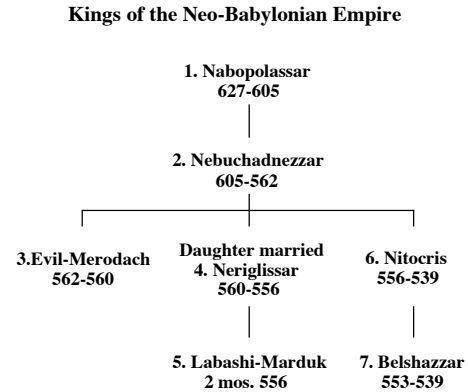 Kings of the Neo-Babylonian Empire
1. Nabopolassar
627-605
2. Nebuchadnezzar
605-562
3.Evil-Merodach
562-560
Daughter married
4. Neriglissar
560-556
6. Nitocris
556-539
5. Labashi-Marduk
2 mos. 556
7. Belshazzar
553-539